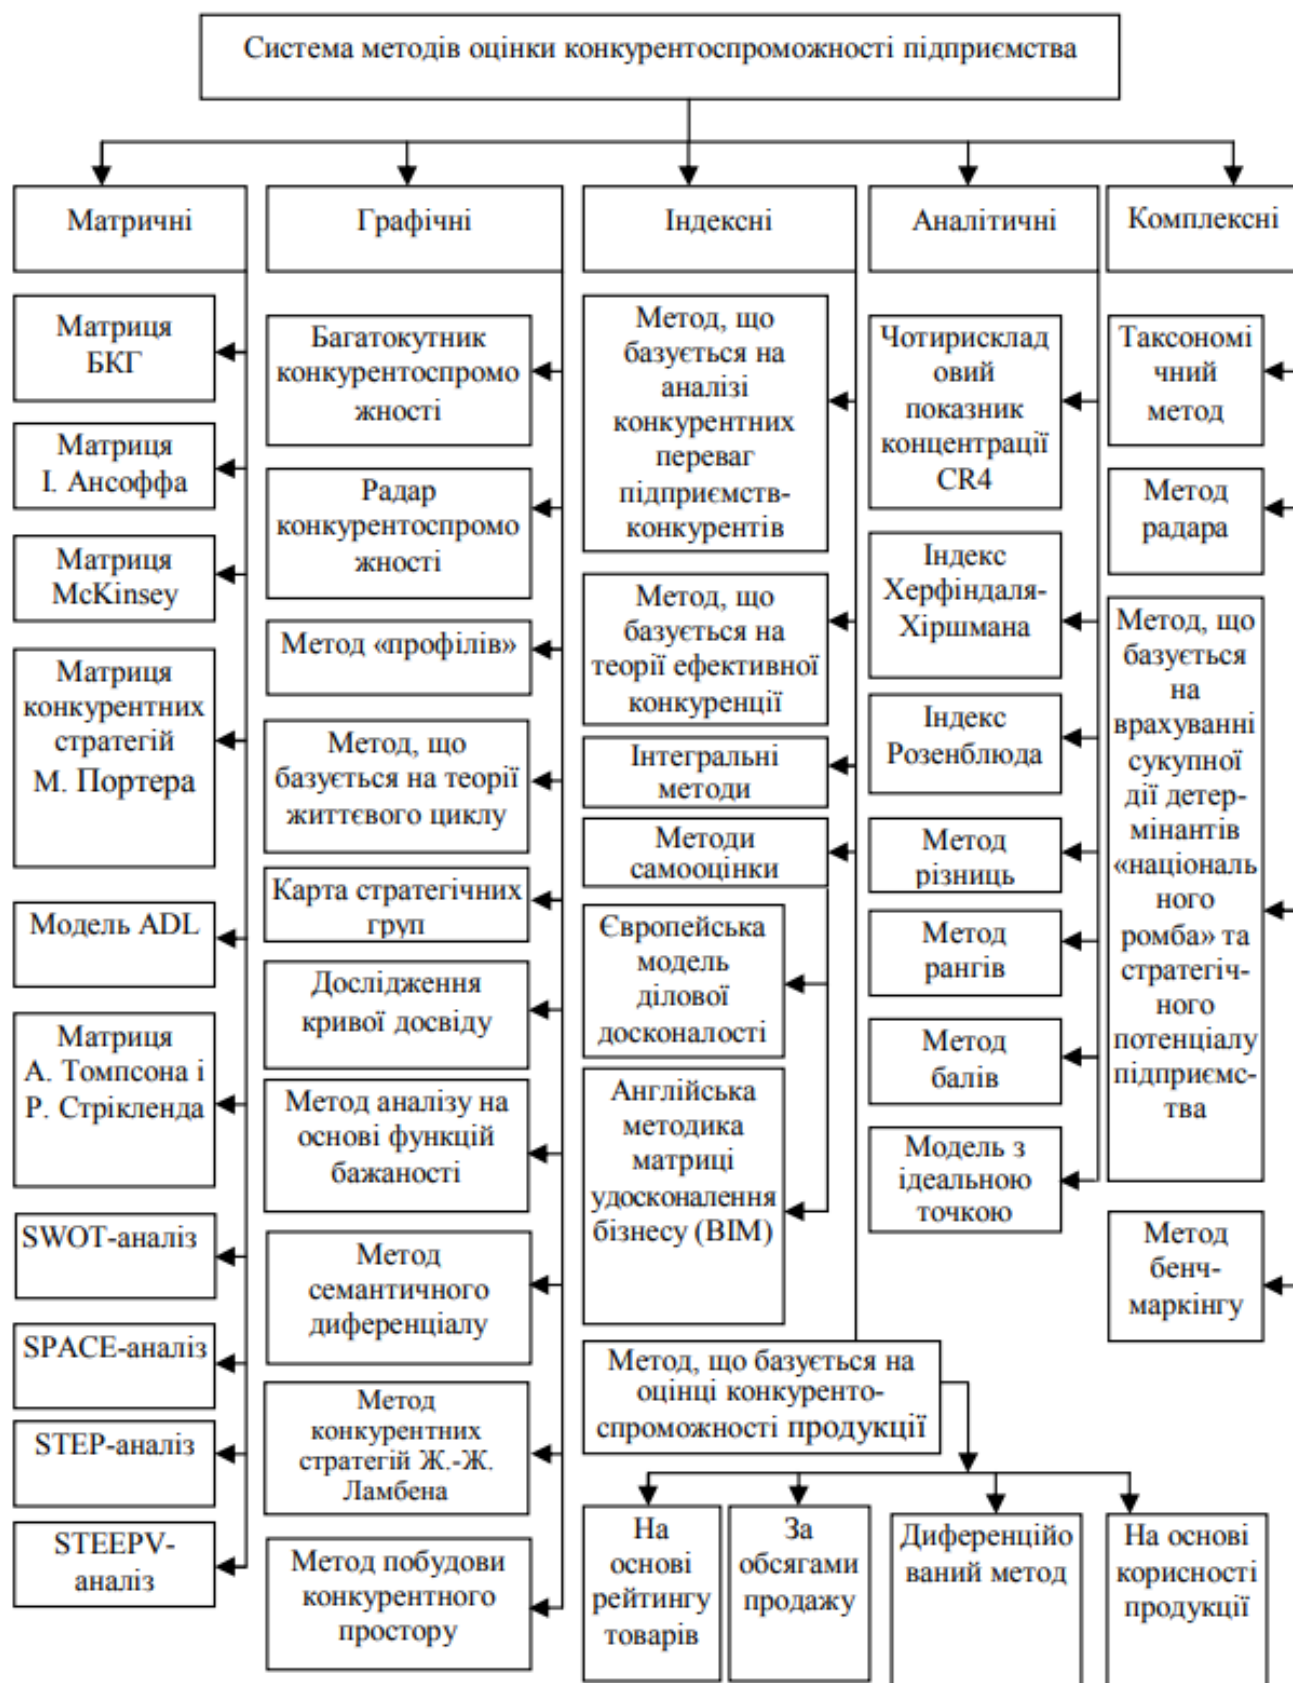 Система методів оцінки конкурентоспроможності підприємства
Матричні
Графічні
Індексні
Аналітичні
Комплексні
Матриця
БКГ
Матриця
І. Ансоффа
Матриця
McKinsey
Матриця
конкурентних
стратегій
М. Портера
Модель ADL
Матриця
А. Томпсона і
Р. Стрікленда
SWOT-аналіз
SPACE-аналіз
STEP-аналіз
STEEPV-
аналіз
Багатокутник
конкурентоспромо
жності
Радар
конкурентоспромо
жності
Метод «профілів»
Метод, що
базується на теорії
життєвого циклу
Карта стратегічних
груп
Дослідження
кривої досвіду
Метод аналізу на
основі функцій
бажаності
Метод
семантичного
диференціалу
Метод
конкурентних
стратегій Ж.-Ж.
Ламбена
Метод побудови
конкурентного
простору
Метод, що
базується на
аналізі
конкурентних
переваг
підприємств-
конкурентів
Метод, що
базується на
теорії ефективної
конкуренції
Інтегральні
методи
Методи
самооцінки
Європейська
модель
ділової
досконалості
Англійська
методика
матриці
удосконалення
бізнесу (BIM)
Метод, що базується на
оцінці конкуренто-
спроможності продукції
На
основі
рейтингу
товарів
За
обсягами
продажу
Диференційо
ваний метод
На основі
корисності
продукції
Чотирисклад
овий
показник
концентрації
CR4
Індекс
Херфіндаля-
Хіршмана
Індекс
Розенблюда
Метод
різниць
Метод
рангів
Метод
балів
Модель з
ідеальною
точкою
Таксономі
чний
метод
Метод
радара
Метод, що
базується
на
врахуванні
сукупної
дії детер-
мінантів
«національ
ного
ромба» та
стратегіч-
ного
потенціалу
підприємс-
тва
Метод
бенч-
маркінгу